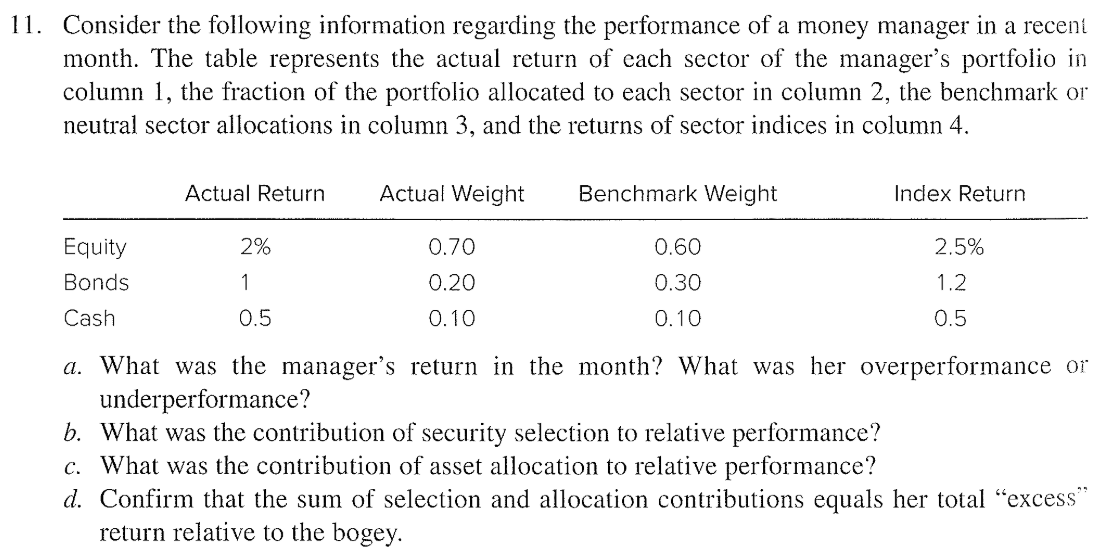 11. Consider the following information regarding the performance of a money manager in a recent
month. The table represents the actual return of each sector of the manager's portfolio in
column 1, the fraction of the portfolio allocated to each sector in column 2, the benchmark or
neutral sector allocations in column 3, and the returns of sector indices in column 4.
Actual Return Actual Weight Benchmark Weight Index Return
Equity 2% 0.70 0.60 2.5%
Bonds 1 0.20 0.30 1.2
Cash 0.5 0.10 0.10 0.5
a. What was the manager's return in the month? What was her overperformance or
underperformance?
b. What was the contribution of security selection to relative performance?
c. What was the contribution of asset allocation to relative performance?
d. Confirm that the sum of selection and allocation contributions equals her total “excess”
return relative to the bogey.